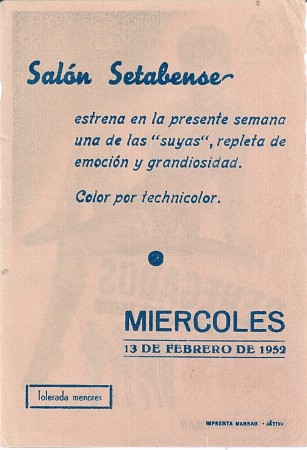 Salón Setabense
estrena en la presente semana
una de las "suyas", repleta de
emoción y grandiosidad.
Color por technicolor.
MIERCOLES
13 DE FEBRERO DE 1952
Tolerada menores
IMPRENTA MARBAU - JÁTIVA